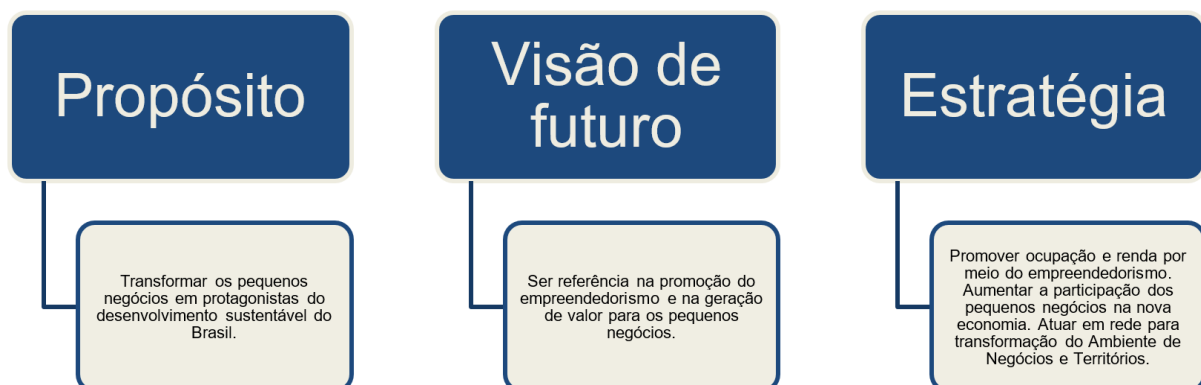 Propósito
Transformar os pequenos
negócios em protagonistas do
desenvolvimento sustentável do
Brasil.
Visão de
futuro
Ser referência na promoção do
empreendedorismo e na geração
de valor para os pequenos
negócios.
Estratégia
Promover ocupação e renda por
meio do empreendedorismo.
Aumentar a participação dos
pequenos negócios na nova
economia. Atuar em rede para
transformação do Ambiente de
Negócios e Territórios.